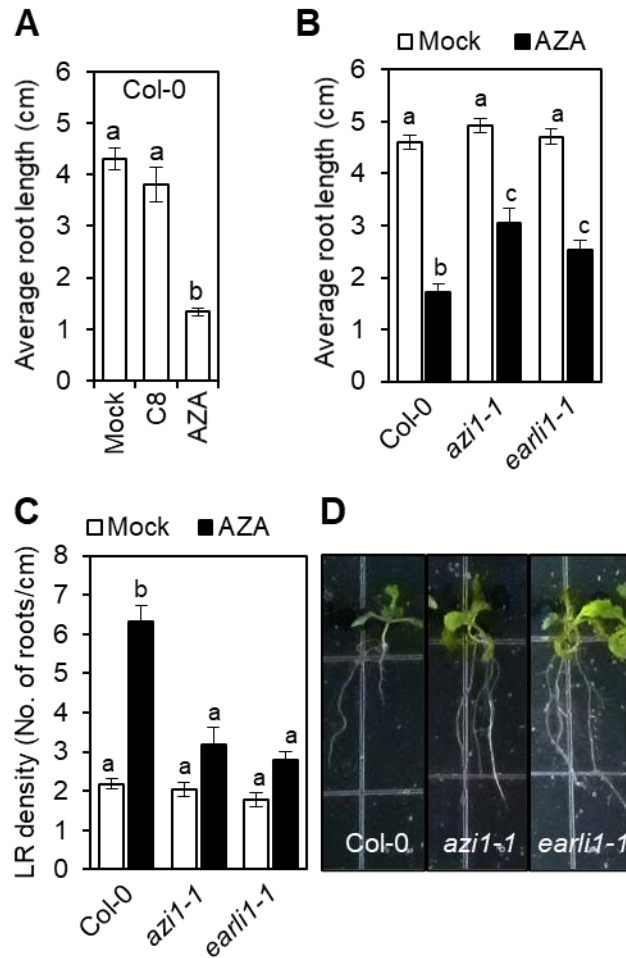 A
Average root length (cm)
6
5
4
3
2
1
0
Col-0
a
a
b
Mock
C8
AZA
B
Mock AZA
Average root length (cm)
6
5
4
3
2
1
0
a
b
a
c
a
c
Col-0
azi1-1
earli1-1
C
Mock AZA
LR density (No. of roots/cm)
8
7
6
5
4
3
2
1
0
a
b
a
a
a
a
Col-0
azi1-1
earli1-1
D
Col-0
azi1-1
earli1-1